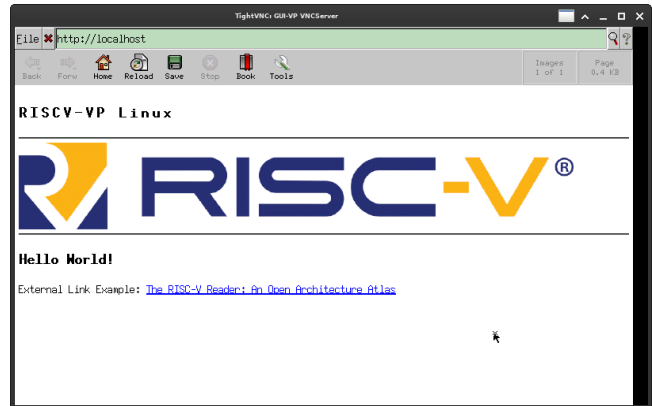 TightVNC: GUI-VP VNCServer
File http://localhost ?
Back Forw Home Reload Save Stop Book Tools
Images Page
1 of 1 0.4 KB
RISCV-VP Linux
RISC-V®
Hello World!
External Link Example: The RISC-V Reader: An Open Architecture Atlas